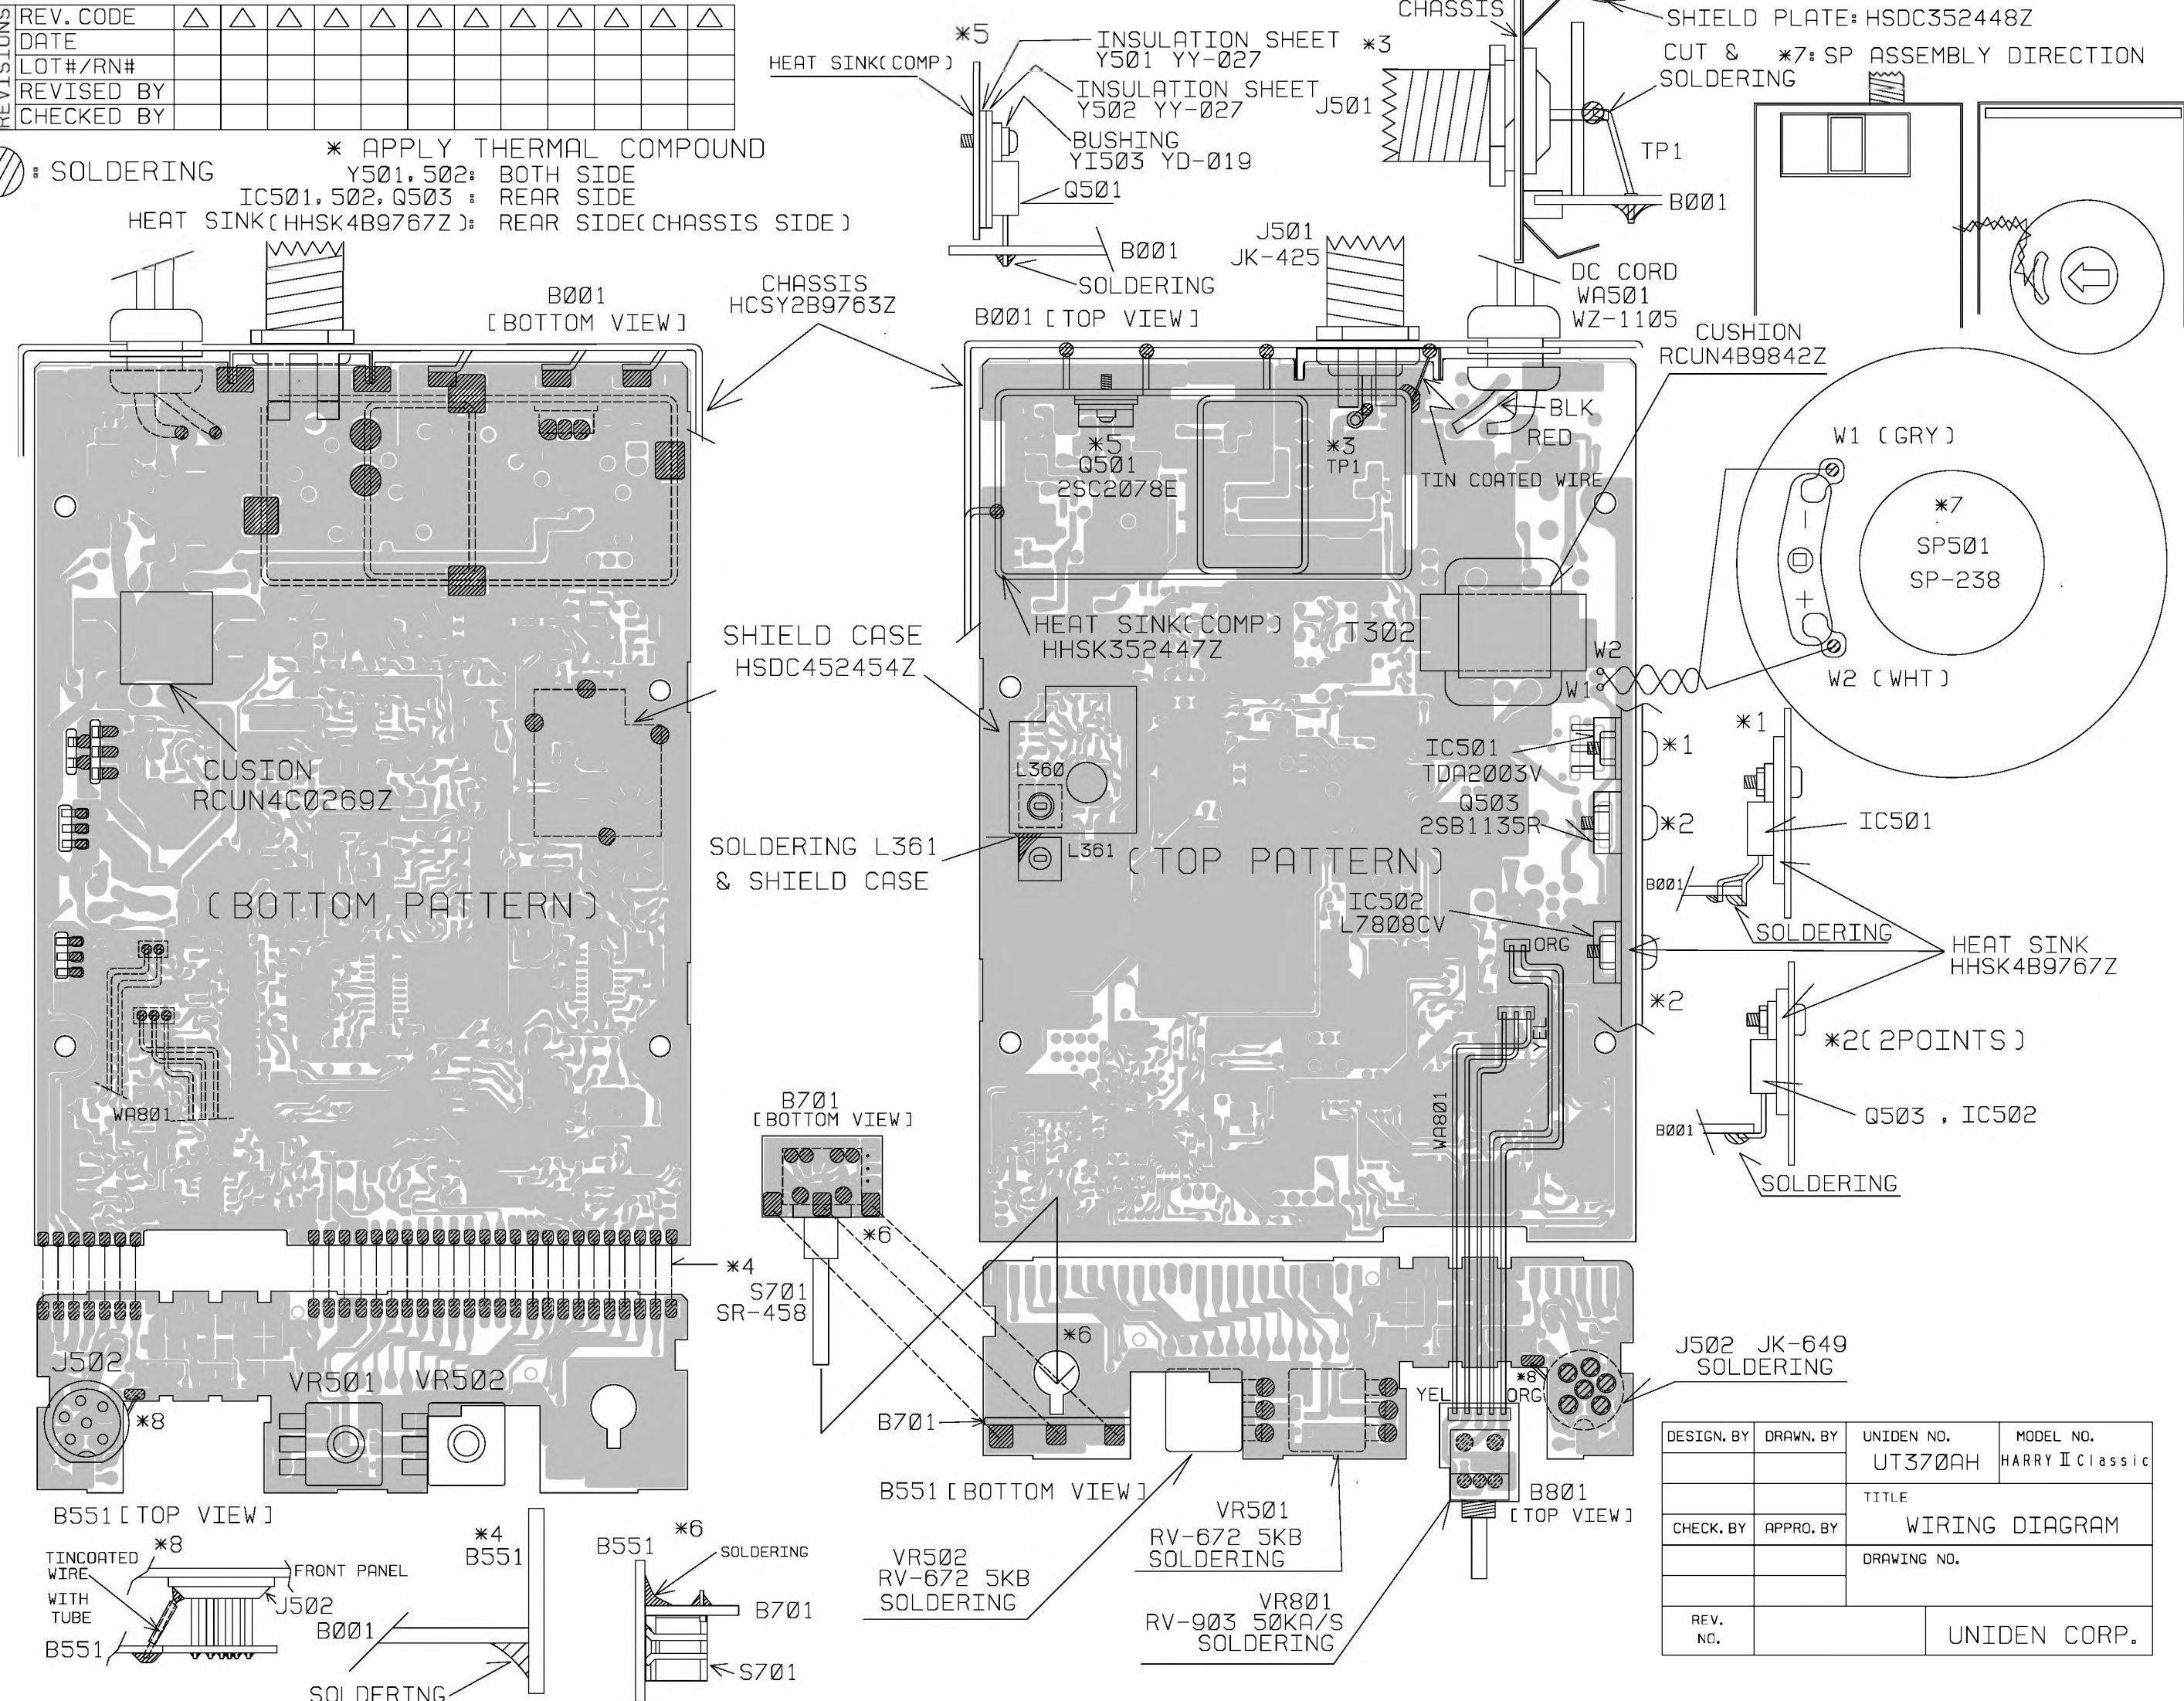 REVISIONS
REV. CODE
DATE
LOT#/RN#
REVISED BY
CHECKED BY
: SOLDERING
* APPLY THERMAL COMPOUND
Y501,502: BOTH SIDE
IC501,502,Q503 : REAR SIDE
HEAT SINK(HHSK4B9767Z): REAR SIDE(CHASSIS SIDE)
*5
HEAT SINK(COMP)
INSULATION SHEET
Y501 YY-027
INSULATION SHEET
Y502 YY-027
BUSHING
YI503 YD-019
Q501
B001
SOLDERING
CHASSIS
*3
J501
SHIELD PLATE:HSDC352448Z
CUT &
SOLDERING
TP1
B001
*7:SP ASSEMBLY DIRECTION
B001
[BOTTOM VIEW]
CHASSIS
HCSY2B9763Z
B001 [TOP VIEW]
J501
JK-425
DC CORD
WA501
WZ-1105
CUSHION
RCUN4B9842Z
BLK
RED
TIN COATED WIRE
*5
Q501
2SC2078E
*3
TP1
HEAT SINK(COMP)
HHSK352447Z
T302
W2
W1
W1 (GRY)
*7
SP501
SP-238
W2 (WHT)
SHIELD CASE
HSDC452454Z
CUSION
RCUN4C0269Z
L360
L361
SOLDERING L361
& SHIELD CASE
(BOTTOM PATTERN)
(TOP PATTERN)
IC501
TDA2003V
*1
Q503
2SB1135R
*2
IC502
L7808CV
*2
*1
IC501
B001
SOLDERING
HEAT SINK
HHSK4B9767Z
*2(2POINTS)
Q503 , IC502
B001
SOLDERING
ORG
YEL
WA801
WA801
B701
[BOTTOM VIEW]
*6
*4
S701
SR-458
*6
J502
*8
VR501
VR502
B551[TOP VIEW]
B701
B551[BOTTOM VIEW]
YEL
*8
ORG
J502 JK-649
SOLDERING
B801
[TOP VIEW]
VR501
RV-672 5KB
SOLDERING
VR502
RV-672 5KB
SOLDERING
VR801
RV-903 50KA/S
SOLDERING
*8
TINCOATED
WIRE
WITH
TUBE
FRONT PANEL
J502
B551
*4
B551
B001
SOLDERING
*6
B551
SOLDERING
B701
S701
DESIGN.BY
DRAWN.BY
UNIDEN NO.
UT370AH
MODEL NO.
HARRY Ⅱ Classic
TITLE
WIRING DIAGRAM
CHECK.BY
APPRO.BY
DRAWING NO.
REV.
NO.
UNIDEN CORP.